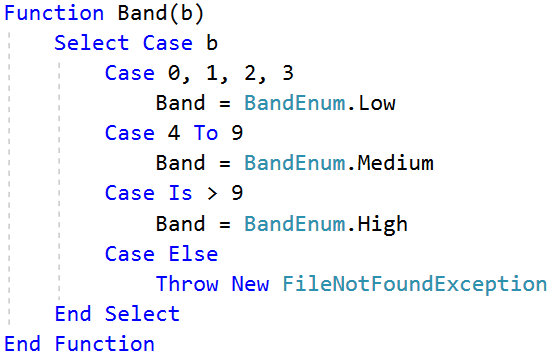 Function Band(b)
Select Case b
Case 0, 1, 2, 3
Band = BandEnum.Low
Case 4 To 9
Band = BandEnum.Medium
Case Is > 9
Band = BandEnum.High
Case Else
Throw New FileNotFoundException
End Select
End Function